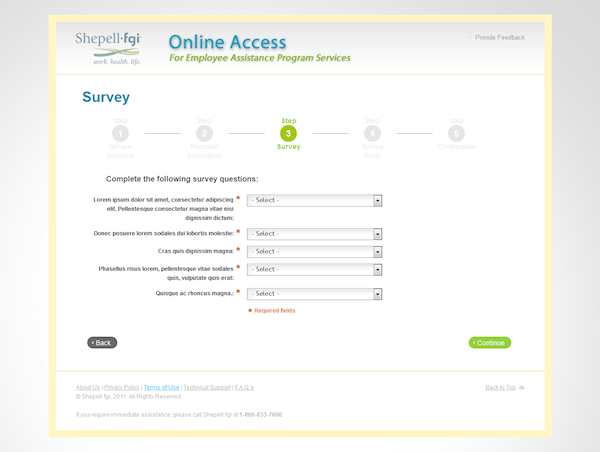 Shepell·fgi
work. health. life.
Online Access
For Employee Assistance Program Services
Provide Feedback
Survey
Step
1
Service
Selection
Step
2
Personal
Information
Step
3
Survey
Step
4
Service
Form
Step
5
Confirmation
Complete the following survey questions:
Lorem ipsum dolor sit amet, consectetur adipiscing * - Select -
elit. Pellentesque consectetur magna vitae nisi
dignissim dictum:
Donec posuere lorem sodales dui lobortis molestie: * - Select -
Cras quis dignissim magna: * - Select -
Phasellus risus lorem, pellentesque vitae sodales * - Select -
quis, vulputate quis erat:
Quisque ac rhoncus magna.: * - Select -
* Required fields
Back
Continue
About Us | Privacy Policy | Terms of Use | Technical Support | F.A.Q.'s
Back to Top
© Shepell·fgi, 2011, All Rights Reserved
If you require immediate assistance, please call Shepell·fgi at 1-866-833-7690